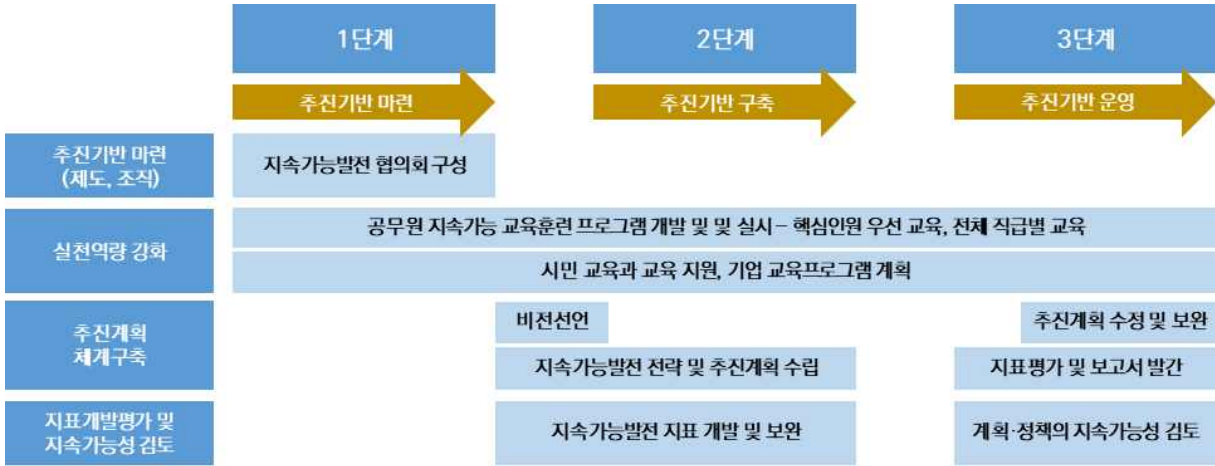 1단계
2단계
3단계
추진기반 마련
추진기반 구축
추진기반 운영
추진기반 마련
(제도, 조직)
지속가능발전 협의회 구성
실천역량 강화
공무원 지속가능 교육훈련 프로그램 개발 및 및 실시 – 핵심인원 우선 교육, 전체 직급별 교육
시민 교육과 교육 지원, 기업 교육프로그램 계획
추진계획
체계구축
비전선언
추진계획 수정 및 보완
지속가능발전 전략 및 추진계획 수립
지표평가 및 보고서 발간
지표개발평가 및
지속가능성 검토
지속가능발전 지표 개발 및 보완
계획·정책의 지속가능성 검토